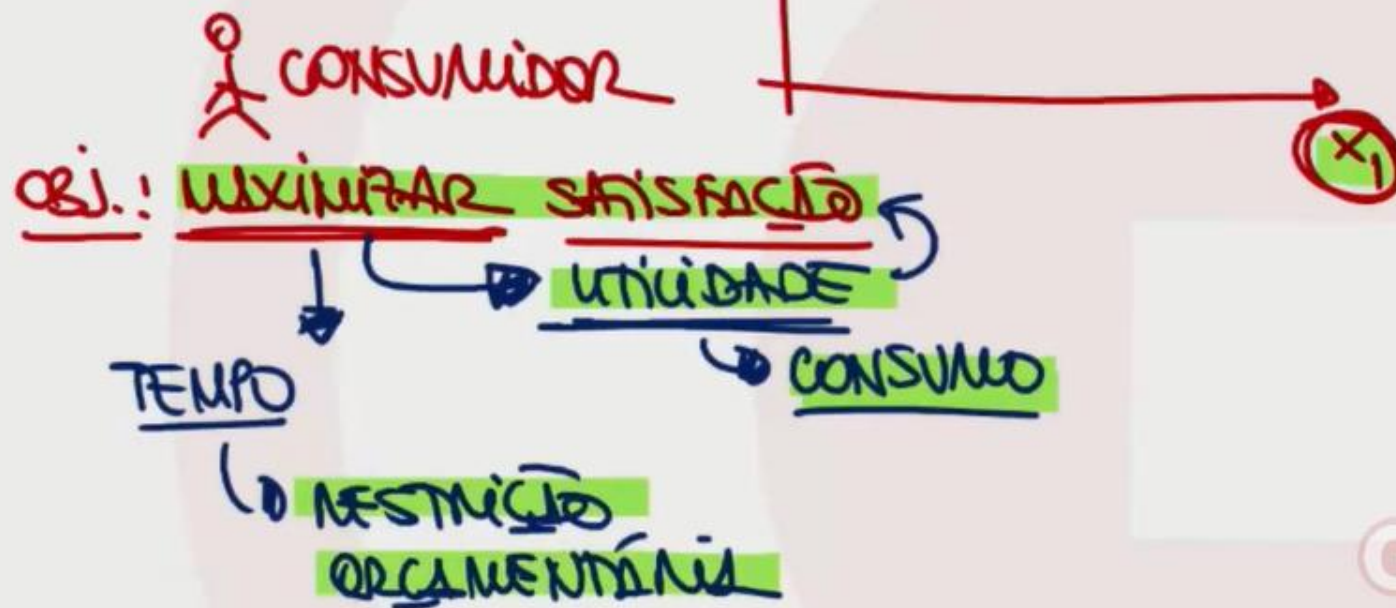 CONSUMIDOR
X1
OBJ.: MAXIMIZAR SATISFAÇÃO
UTILIDADE
CONSUMO
TEMPO
RESTRIÇÃO
ORÇAMENTÁRIA